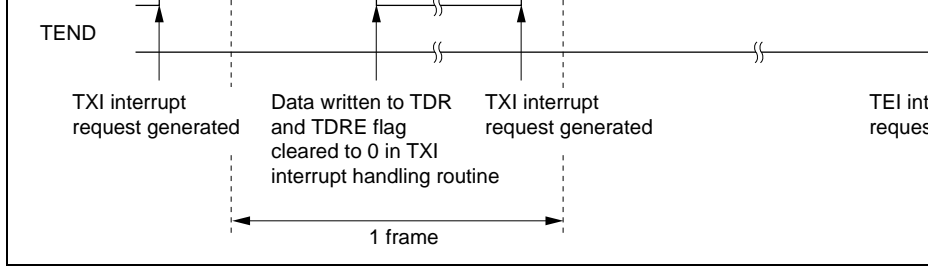 TEND
TXI interrupt
request generated
Data written to TDR
and TDRE flag
cleared to 0 in TXI
interrupt handling routine
TXI interrupt
request generated
TEI
1 frame